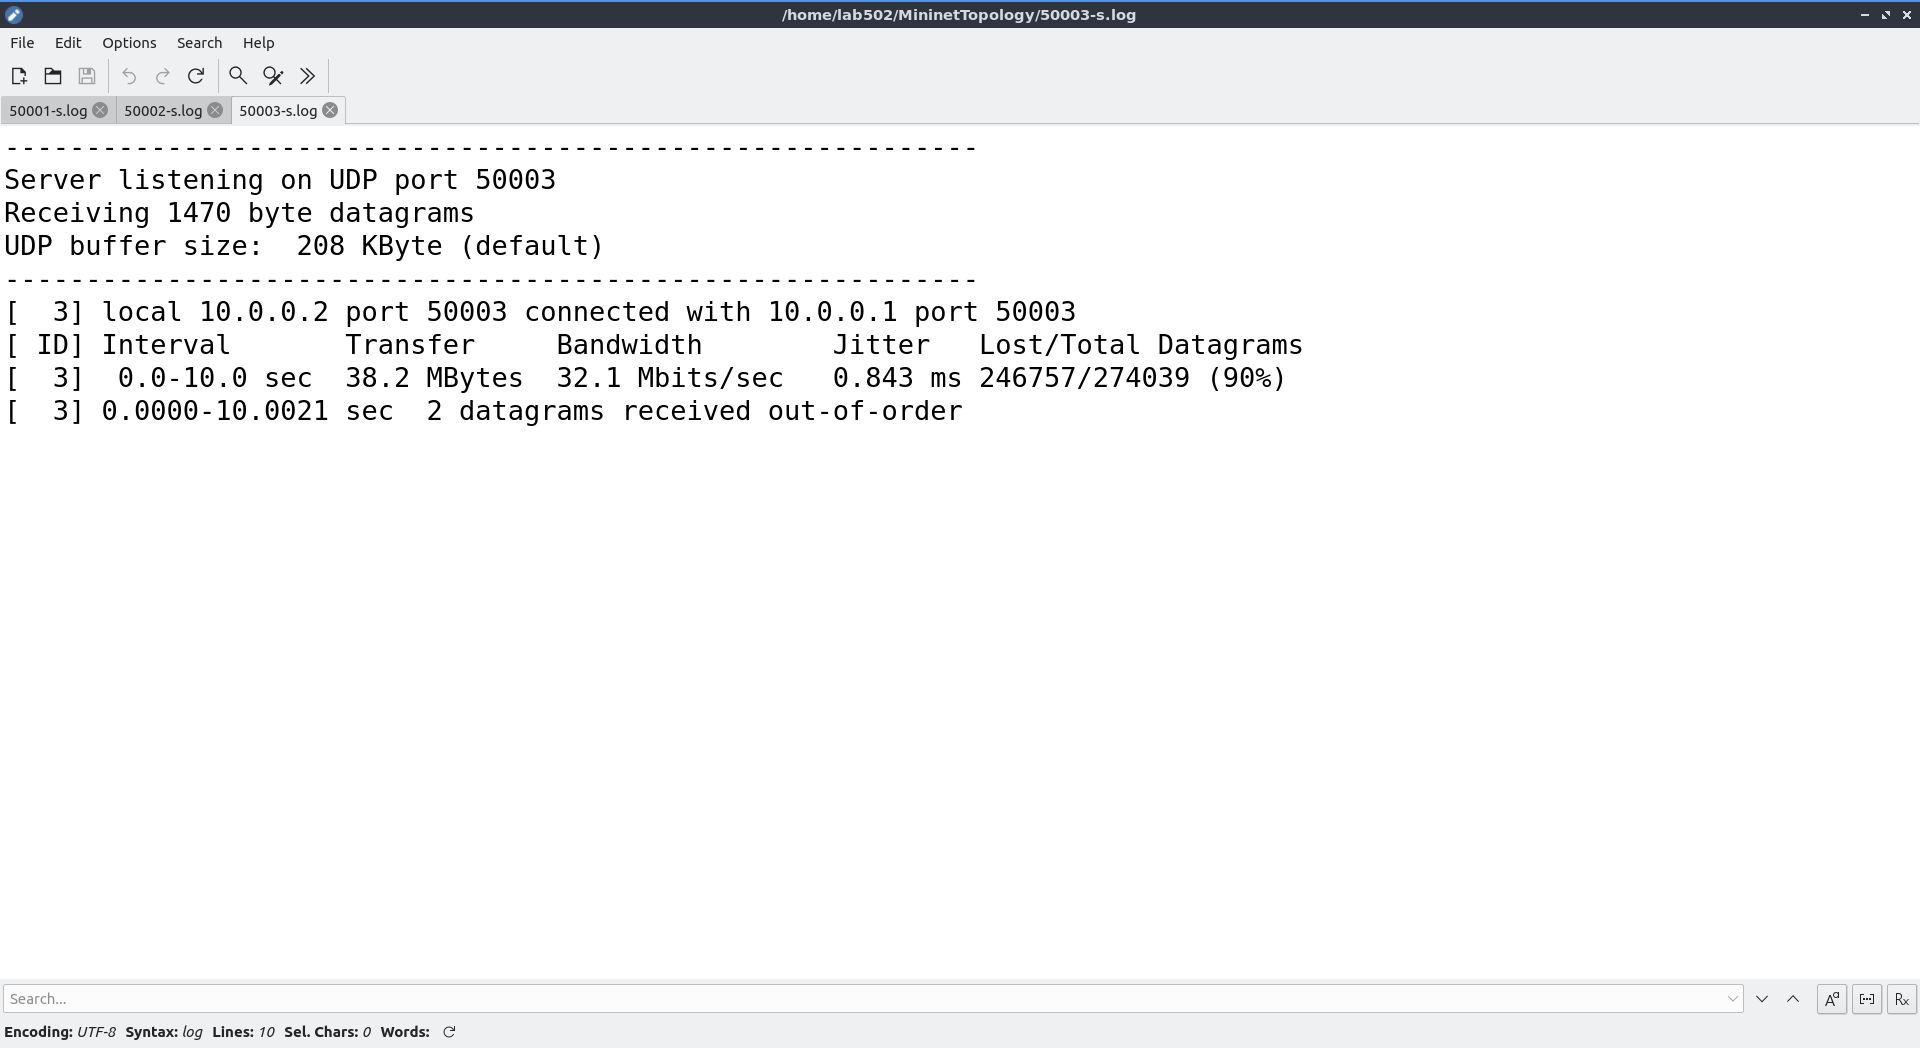 /home/lab502/MininetTopology/50003-s.log
File Edit Options Search Help
50001-s.log 50002-s.log 50003-s.log
------------------------------------------------------------
Server listening on UDP port 50003
Receiving 1470 byte datagrams
UDP buffer size:  208 KByte (default)
------------------------------------------------------------
[  3] local 10.0.0.2 port 50003 connected with 10.0.0.1 port 50003
[ ID] Interval       Transfer     Bandwidth        Jitter   Lost/Total Datagrams
[  3]  0.0-10.0 sec  38.2 MBytes  32.1 Mbits/sec   0.843 ms 246757/274039 (90%)
[  3] 0.0000-10.0021 sec  2 datagrams received out-of-order
Search...
Encoding: UTF-8 Syntax: log Lines: 10 Sel. Chars: 0 Words: